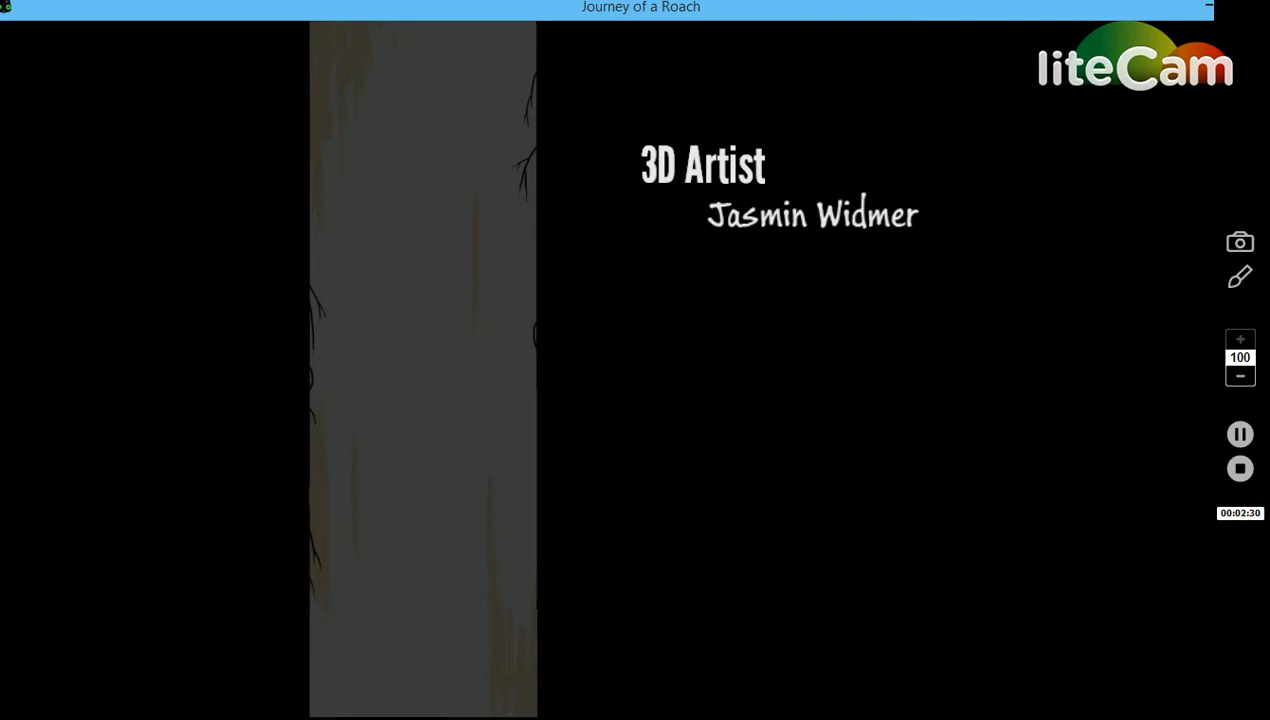 Journey of a Roach
liteCam
3D Artist
Jasmin Widmer
100
00:02:30